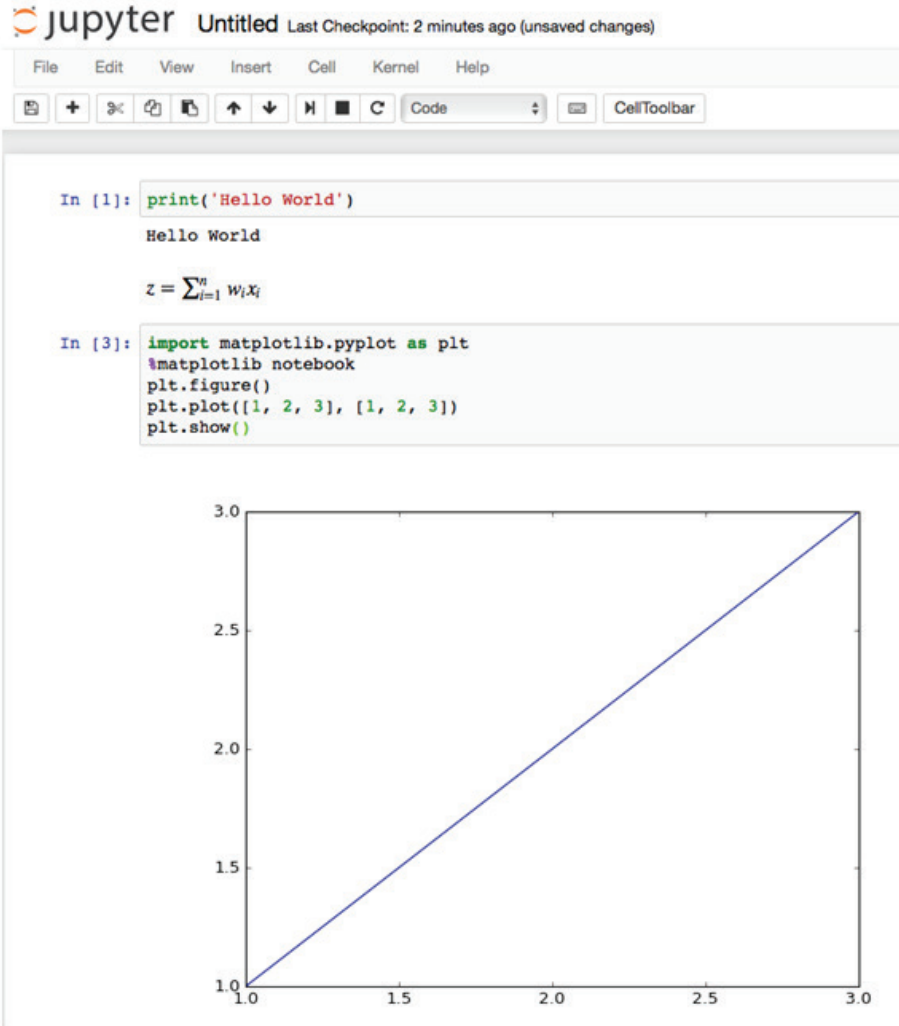 jupyter Untitled Last Checkpoint: 2 minutes ago (unsaved changes)
File Edit View Insert Cell Kernel Help
Code CellToolbar
In [1]: print('Hello World')
Hello World
z = ∑ⁿᵢ₌₁ wᵢxᵢ
In [3]: import matplotlib.pyplot as plt
%matplotlib notebook
plt.figure()
plt.plot([1, 2, 3], [1, 2, 3])
plt.show()
3.0
2.5
2.0
1.5
1.0
1.0 1.5 2.0 2.5 3.0